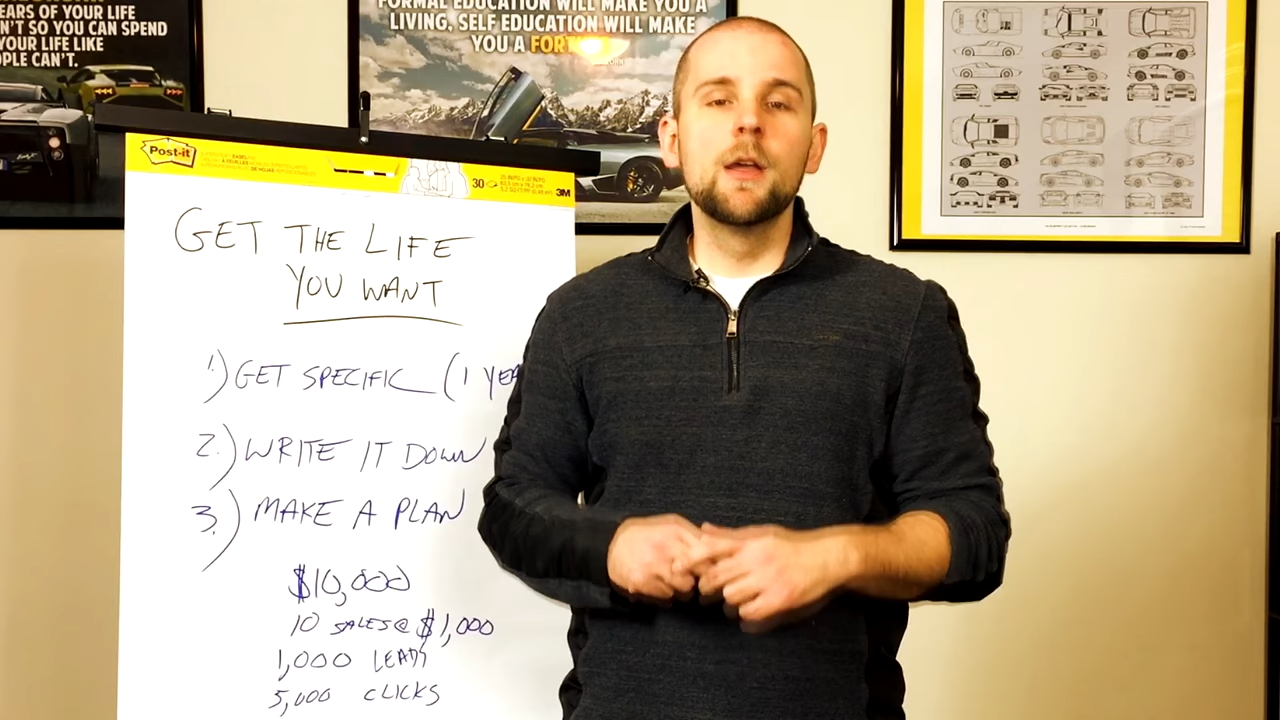 EARS OF YOUR LIFE
N'T SO YOU CAN SPEND
YOUR LIFE LIKE
OPLE CAN'T.
FORMAL EDUCATION WILL MAKE YOU A
LIVING, SELF EDUCATION WILL MAKE
YOU A FORT
Post-it
30
3M
GET THE LIFE
YOU WANT
1.) GET SPECIFIC (1 YEA
2.) WRITE IT DOWN
3.) MAKE A PLAN
$10,000
10 SALES @ $1,000
1,000 LEADS
5,000 CLICKS